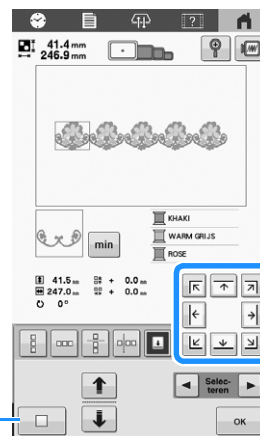 41.4 mm
246.9 mm
KHAKI
min
WARM GRIJS
ROSE
41.5 mm + 0.0 mm
247.0 mm + 0.0 mm
0°
Selec-
teren
OK